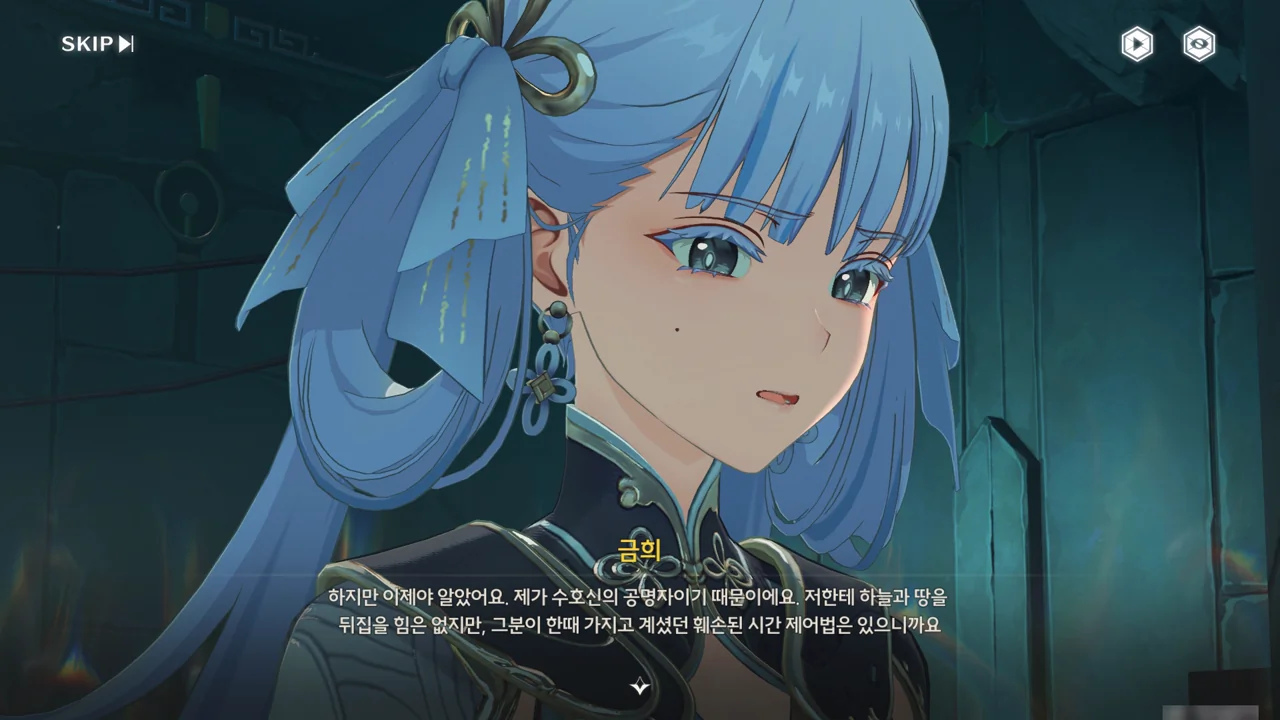 SKIP
금희
하지만 이제야 알았어요. 제가 수호신의 공명자이기 때문이에요. 저한테 하늘과 땅을
뒤집을 힘은 없지만, 그분이 한때 가지고 계셨던 훼손된 시간 제어법은 있으니까요